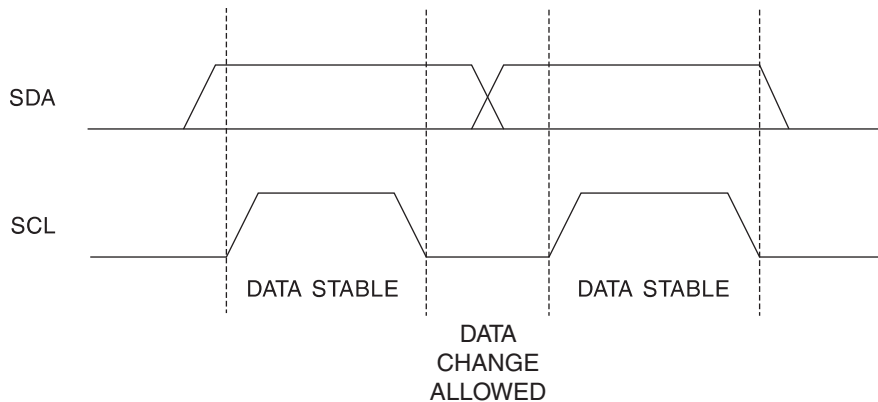 SDA
SCL
DATA STABLE
DATA STABLE
DATA
CHANGE
ALLOWED